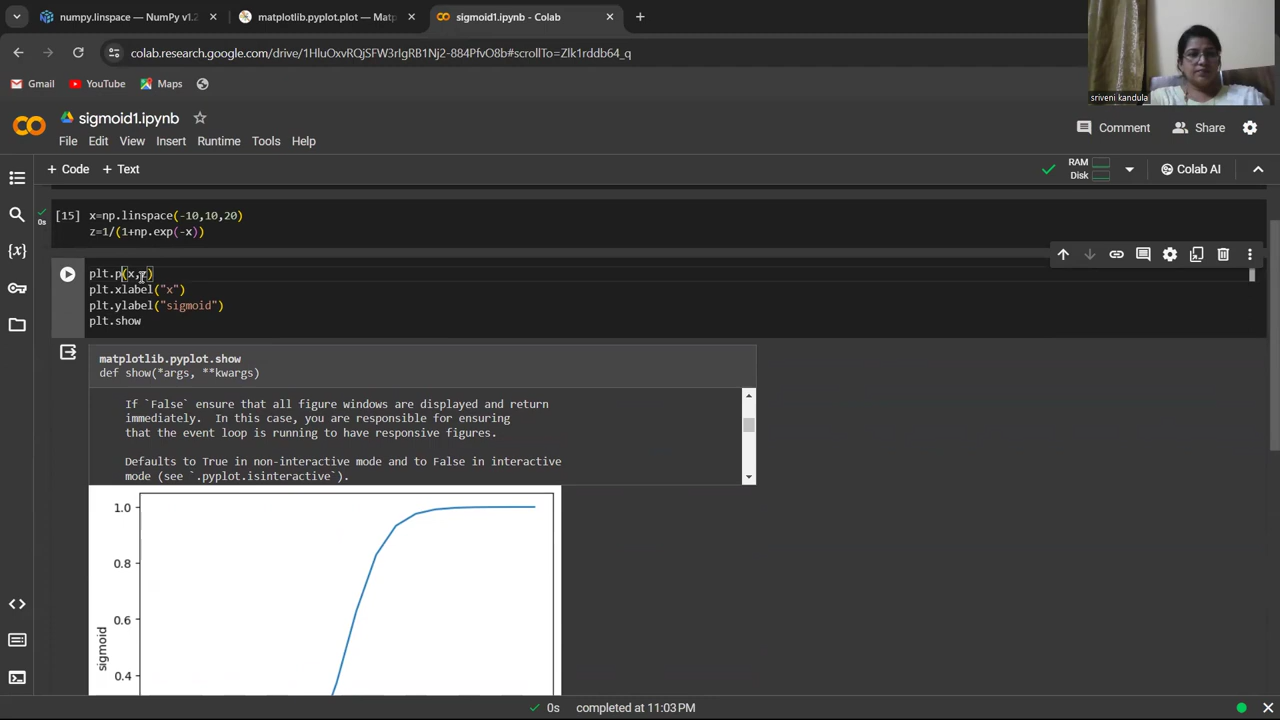 numpy.linspace — NumPy v1.2
matplotlib.pyplot.plot — Mat
sigmoid1.ipynb - Colab
colab.research.google.com/drive/1HluOxvRQjSFW3rIgRB1Nj2-884PfvO8b#scrollTo=Zlk1rddb64_q
Gmail
YouTube
Maps
sriveni kandula
sigmoid1.ipynb
File Edit View Insert Runtime Tools Help
Comment
Share
+ Code + Text
RAM
Disk
Colab AI
[15] x=np.linspace(-10,10,20)
0s z=1/(1+np.exp(-x))
plt.p(x,z)
plt.xlabel("x")
plt.ylabel("sigmoid")
plt.show
matplotlib.pyplot.show
def show(*args, **kwargs)
If `False` ensure that all figure windows are displayed and return
immediately. In this case, you are responsible for ensuring
that the event loop is running to have responsive figures.
Defaults to True in non-interactive mode and to False in interactive
mode (see `.pyplot.isinteractive`).
1.0
0.8
0.6
0.4
sigmoid
0s completed at 11:03 PM